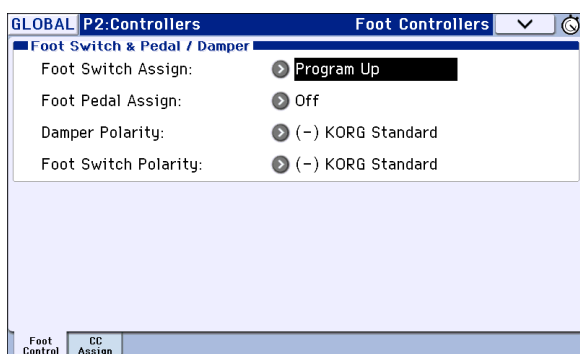 GLOBAL P2:Controllers Foot Controllers
Foot Switch & Pedal / Damper
Foot Switch Assign: Program Up
Foot Pedal Assign: Off
Damper Polarity: (-) KORG Standard
Foot Switch Polarity: (-) KORG Standard
Foot Control
CC Assign